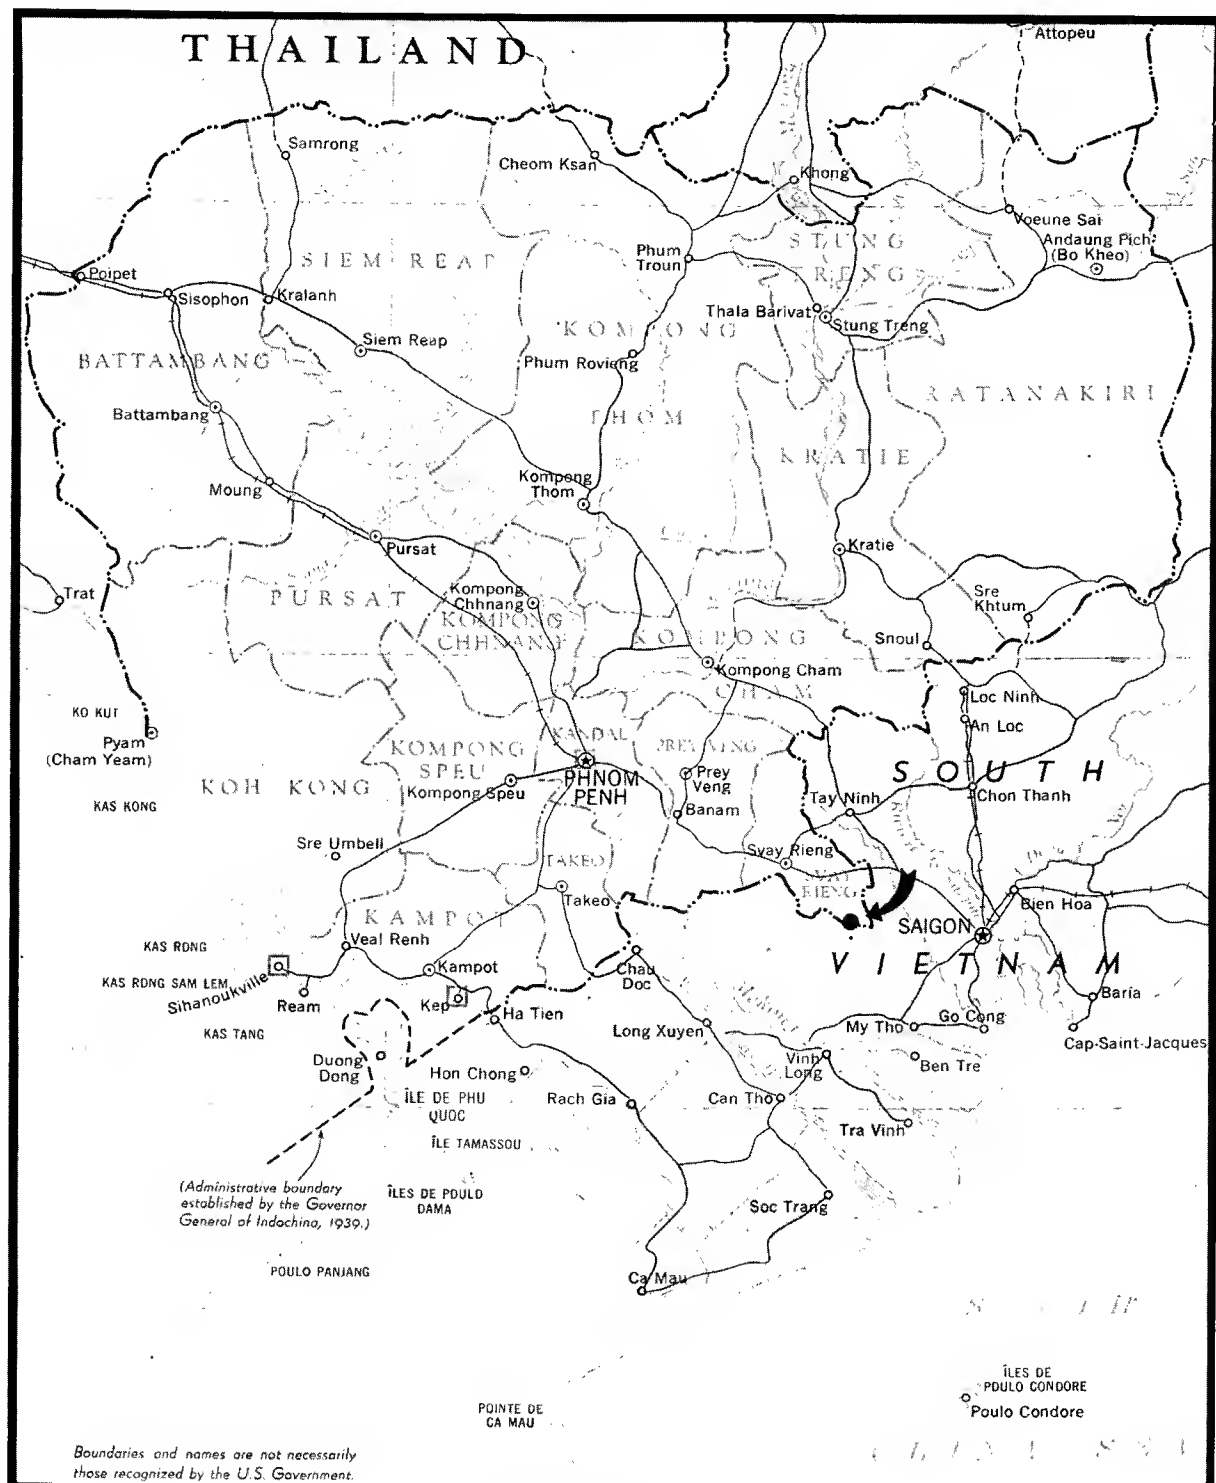 THAILAND
Attopeu
Samrong
Cheom Ksan
Khong
Voeune Sai
Andaung Pich
(Bo Kheo)
STUNG
TRENG
Phum
Troun
SIEM REAP
Poipet
Sisophon
Kralanh
Thala Barivat
Stung Treng
KOMPONG
Siem Reap
Phum Rovieng
BATTAMBANG
RATANAKIRI
Battambang
THOM
KRATIE
Kompong
Thom
Moung
Pursat
Kratie
Trat
PURSAT
Kompong
Chhnang
KOMPONG
CHHNANG
Sre
Khtum
KOMPONG
Snoul
Kompong Cham
CHAM
Loc Ninh
An Loc
KO KUT
Pyam
(Cham Yeam)
KANDAL
PREY VENG
KOMPONG
SPEU
PHNOM
PENH
Prey
Veng
SOUTH
KOH KONG
Kompong Speu
Chon Thanh
KAS KONG
Tay Ninh
Banam
Sre Umbell
Svay Rieng
TAKEO
SVAY
RIENG
Takeo
Bien Hoa
KAMPOT
SAIGON
KAS RONG
Veal Renh
VIETNAM
Kampot
Chau
Doc
KAS RONG SAM LEM
Sihanoukville
Ream
Kep
Baria
Ha Tien
Go Cong
KAS TANG
Long Xuyen
Mekong
My Tho
Cap-Saint-Jacques
Duong
Dong
Vinh
Long
Ben Tre
Hon Chong
ÎLE DE PHU
QUOC
Rach Gia
Can Tho
Tra Vinh
ÎLE TAMASSOU
(Administrative boundary
established by the Governor
General of Indochina, 1939.)
ÎLES DE POULO
DAMA
Soc Trang
POULO PANJANG
Ca Mau
ÎLES DE
POULO CONDORE
Poulo Condore
POINTE DE
CA MAU
Boundaries and names are not necessarily
those recognized by the U.S. Government.